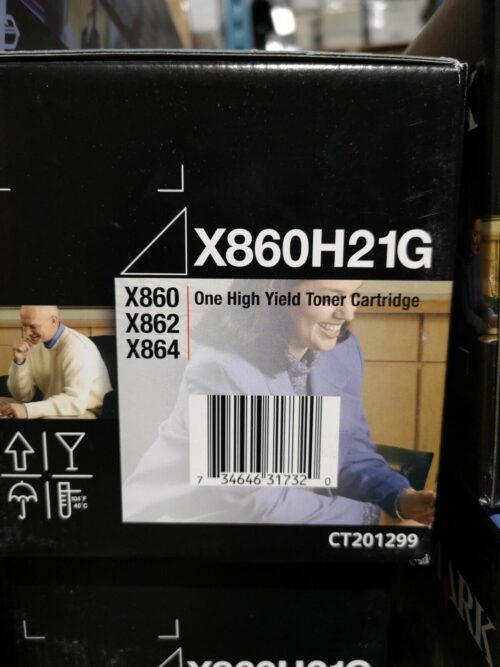 X860H21G
X860
X862
X864
One High Yield Toner Cartridge
7 34646 31732 0
104°F
40°C
CT201299